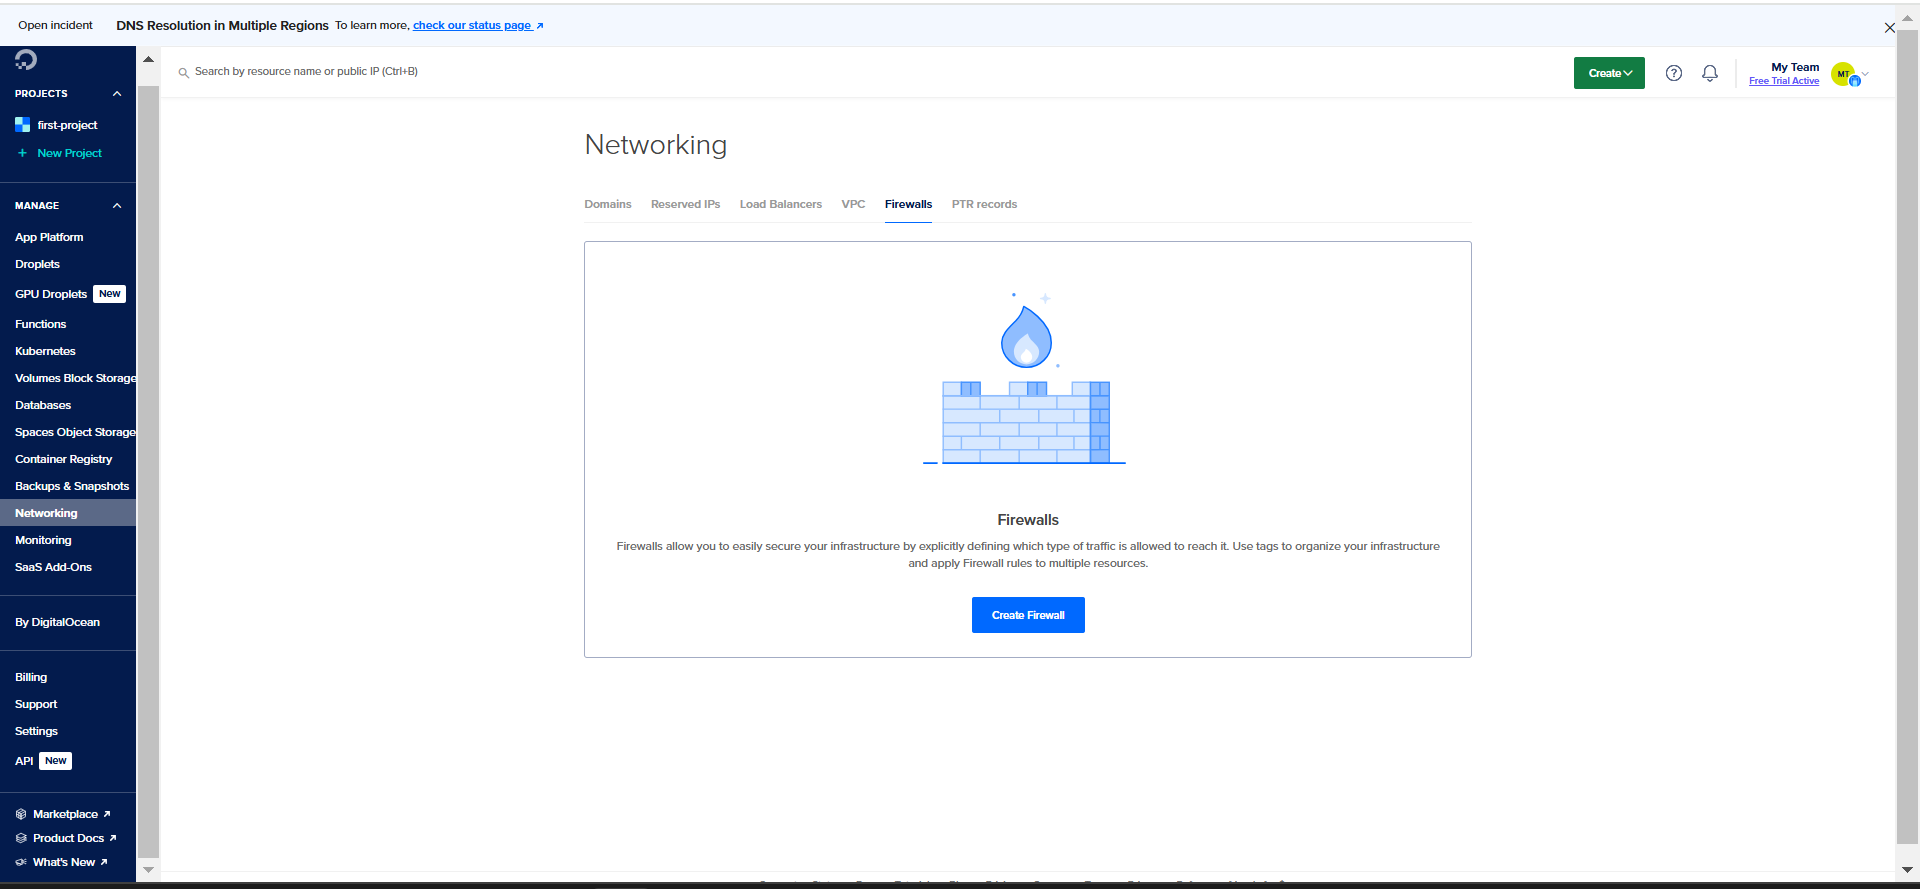 Open incident DNS Resolution in Multiple Regions To learn more, check our status page
PROJECTS
first-project
+ New Project
MANAGE
App Platform
Droplets
GPU Droplets New
Functions
Kubernetes
Volumes Block Storage
Databases
Spaces Object Storage
Container Registry
Backups & Snapshots
Networking
Monitoring
SaaS Add-Ons
By DigitalOcean
Billing
Support
Settings
API New
Marketplace
Product Docs
What's New
Search by resource name or public IP (Ctrl+B)
Create
My Team
Free Trial Active
MT
Networking
Domains Reserved IPs Load Balancers VPC Firewalls PTR records
Firewalls
Firewalls allow you to easily secure your infrastructure by explicitly defining which type of traffic is allowed to reach it. Use tags to organize your infrastructure
and apply Firewall rules to multiple resources.
Create Firewall